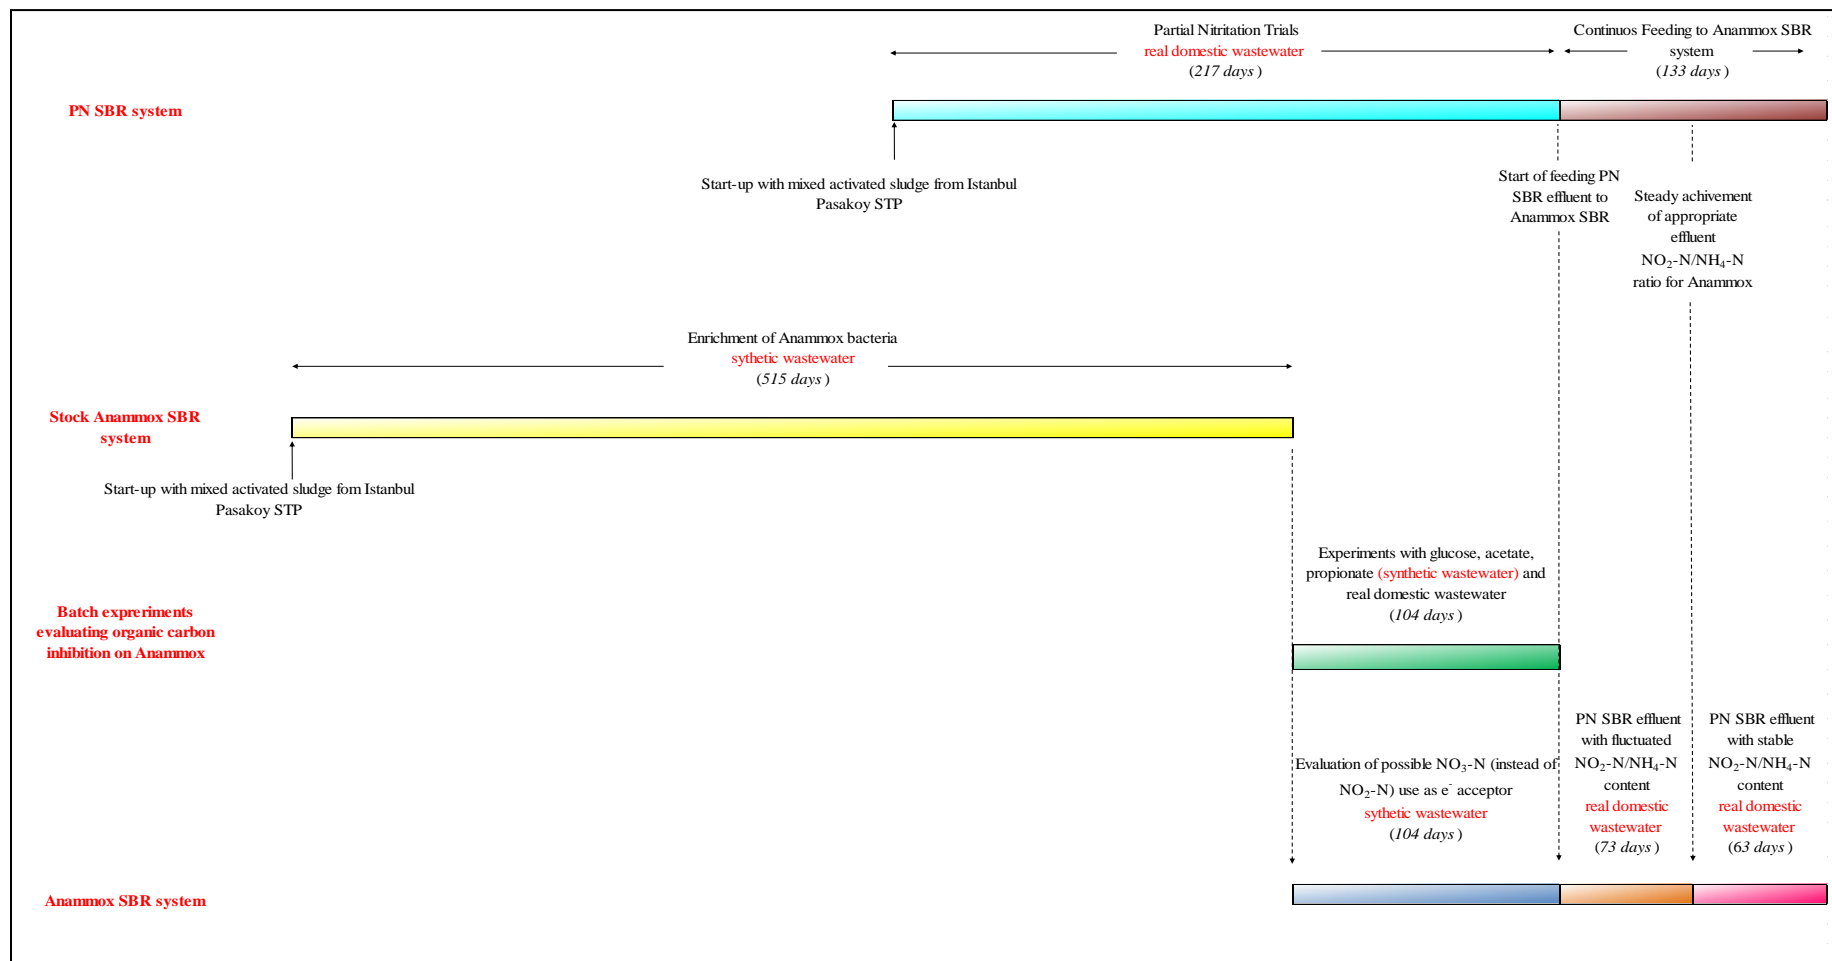 Partial Nitritation Trials
real domestic wastewater
(217 days )
Continuos Feeding to Anammox SBR
system
(133 days )
PN SBR system
Start-up with mixed activated sludge from Istanbul
Pasakoy STP
Start of feeding PN
SBR effluent to
Anammox SBR
Steady achivement
of appropriate
effluent
NO₂-N/NH₄-N
ratio for Anammox
Enrichment of Anammox bacteria
sythetic wastewater
(515 days )
Stock Anammox SBR
system
Start-up with mixed activated sludge fom Istanbul
Pasakoy STP
Experiments with glucose, acetate,
propionate (synthetic wastewater) and
real domestic wastewater
(104 days )
Batch expreriments
evaluating organic carbon
inhibition on Anammox
Evaluation of possible NO₃-N (instead of
NO₂-N) use as e⁻ acceptor
sythetic wastewater
(104 days )
PN SBR effluent
with fluctuated
NO₂-N/NH₄-N
content
real domestic
wastewater
(73 days )
PN SBR effluent
with stable
NO₂-N/NH₄-N
content
real domestic
wastewater
(63 days )
Anammox SBR system